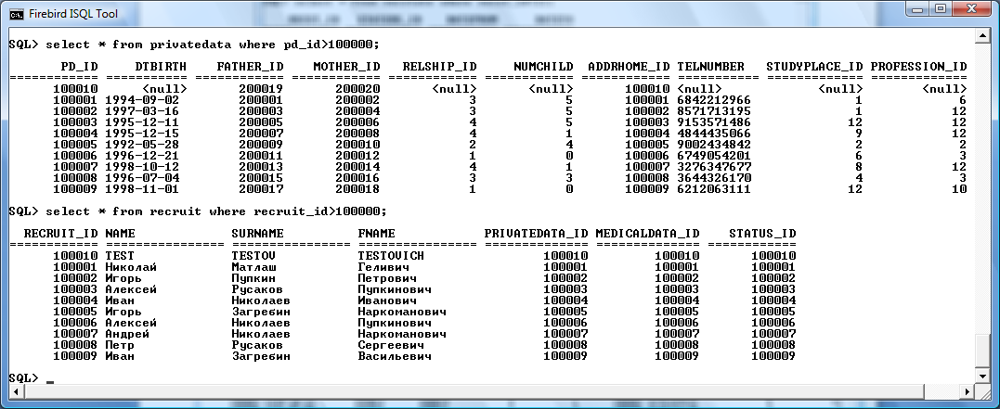 Firebird ISQL Tool
SQL> select * from privatedata where pd_id>100000;
PD_ID DTBIRTH FATHER_ID MOTHER_ID RELSHIP_ID NUMCHILD ADDRHOME_ID TELNUMBER STUDYPLACE_ID PROFESSION_ID
============ =========== ============ ============ ============ ============ ============ ============ ============= =============
100010 <null> 200019 200020 <null> <null> 100010 <null> <null> <null>
100001 1994-09-02 200001 200002 3 5 100001 6842212966 1 6
100002 1997-03-16 200003 200004 3 5 100002 8571713195 1 12
100003 1995-12-11 200005 200006 4 5 100003 9153571486 12 12
100004 1995-12-15 200007 200008 4 1 100004 4844435066 9 12
100005 1992-05-28 200009 200010 2 4 100005 9002434842 2 2
100006 1996-12-21 200011 200012 1 0 100006 6749054201 6 3
100007 1998-10-12 200013 200014 4 1 100007 3276347677 8 12
100008 1996-07-04 200015 200016 3 3 100008 3644326170 4 3
100009 1998-11-01 200017 200018 1 0 100009 6212063111 12 10
SQL> select * from recruit where recruit_id>100000;
RECRUIT_ID NAME SURNAME FNAME PRIVATEDATA_ID MEDICALDATA_ID STATUS_ID
============ ================ ================ ================ ============== ============== ============
100010 TEST TESTOV TESTOVICH 100010 100010 100010
100001 Николай Матлаш Геливич 100001 100001 100001
100002 Игорь Пупкин Петрович 100002 100002 100002
100003 Алексей Русаков Пупкинович 100003 100003 100003
100004 Иван Николаев Иванович 100004 100004 100004
100005 Игорь Загребин Наркоманович 100005 100005 100005
100006 Алексей Николаев Пупкинович 100006 100006 100006
100007 Андрей Николаев Наркоманович 100007 100007 100007
100008 Петр Русаков Сергеевич 100008 100008 100008
100009 Иван Загребин Васильевич 100009 100009 100009
SQL> _